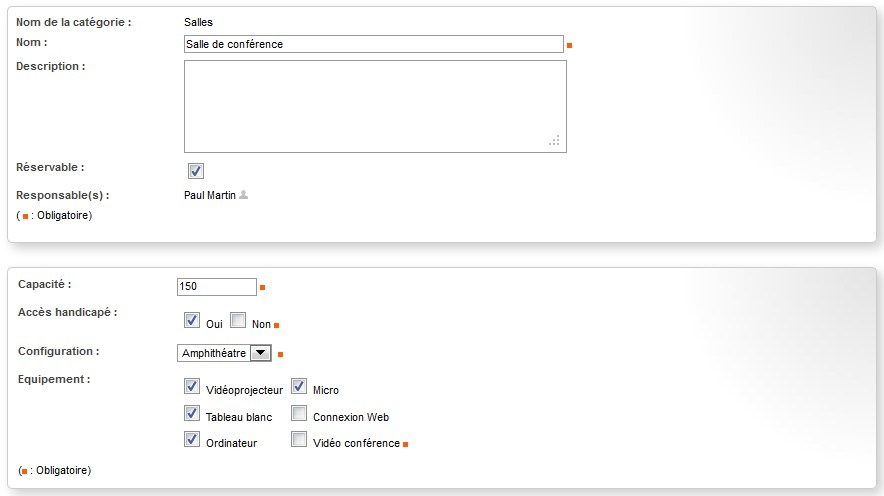 Nom de la catégorie : Salles
Nom : Salle de conférence
Description :
Réservable :
Responsable(s) : Paul Martin
( : Obligatoire)
Capacité : 150
Accès handicapé : Oui Non
Configuration : Amphithéatre
Equipement : Vidéoprojecteur Micro
Tableau blanc Connexion Web
Ordinateur Vidéo conférence
( : Obligatoire)